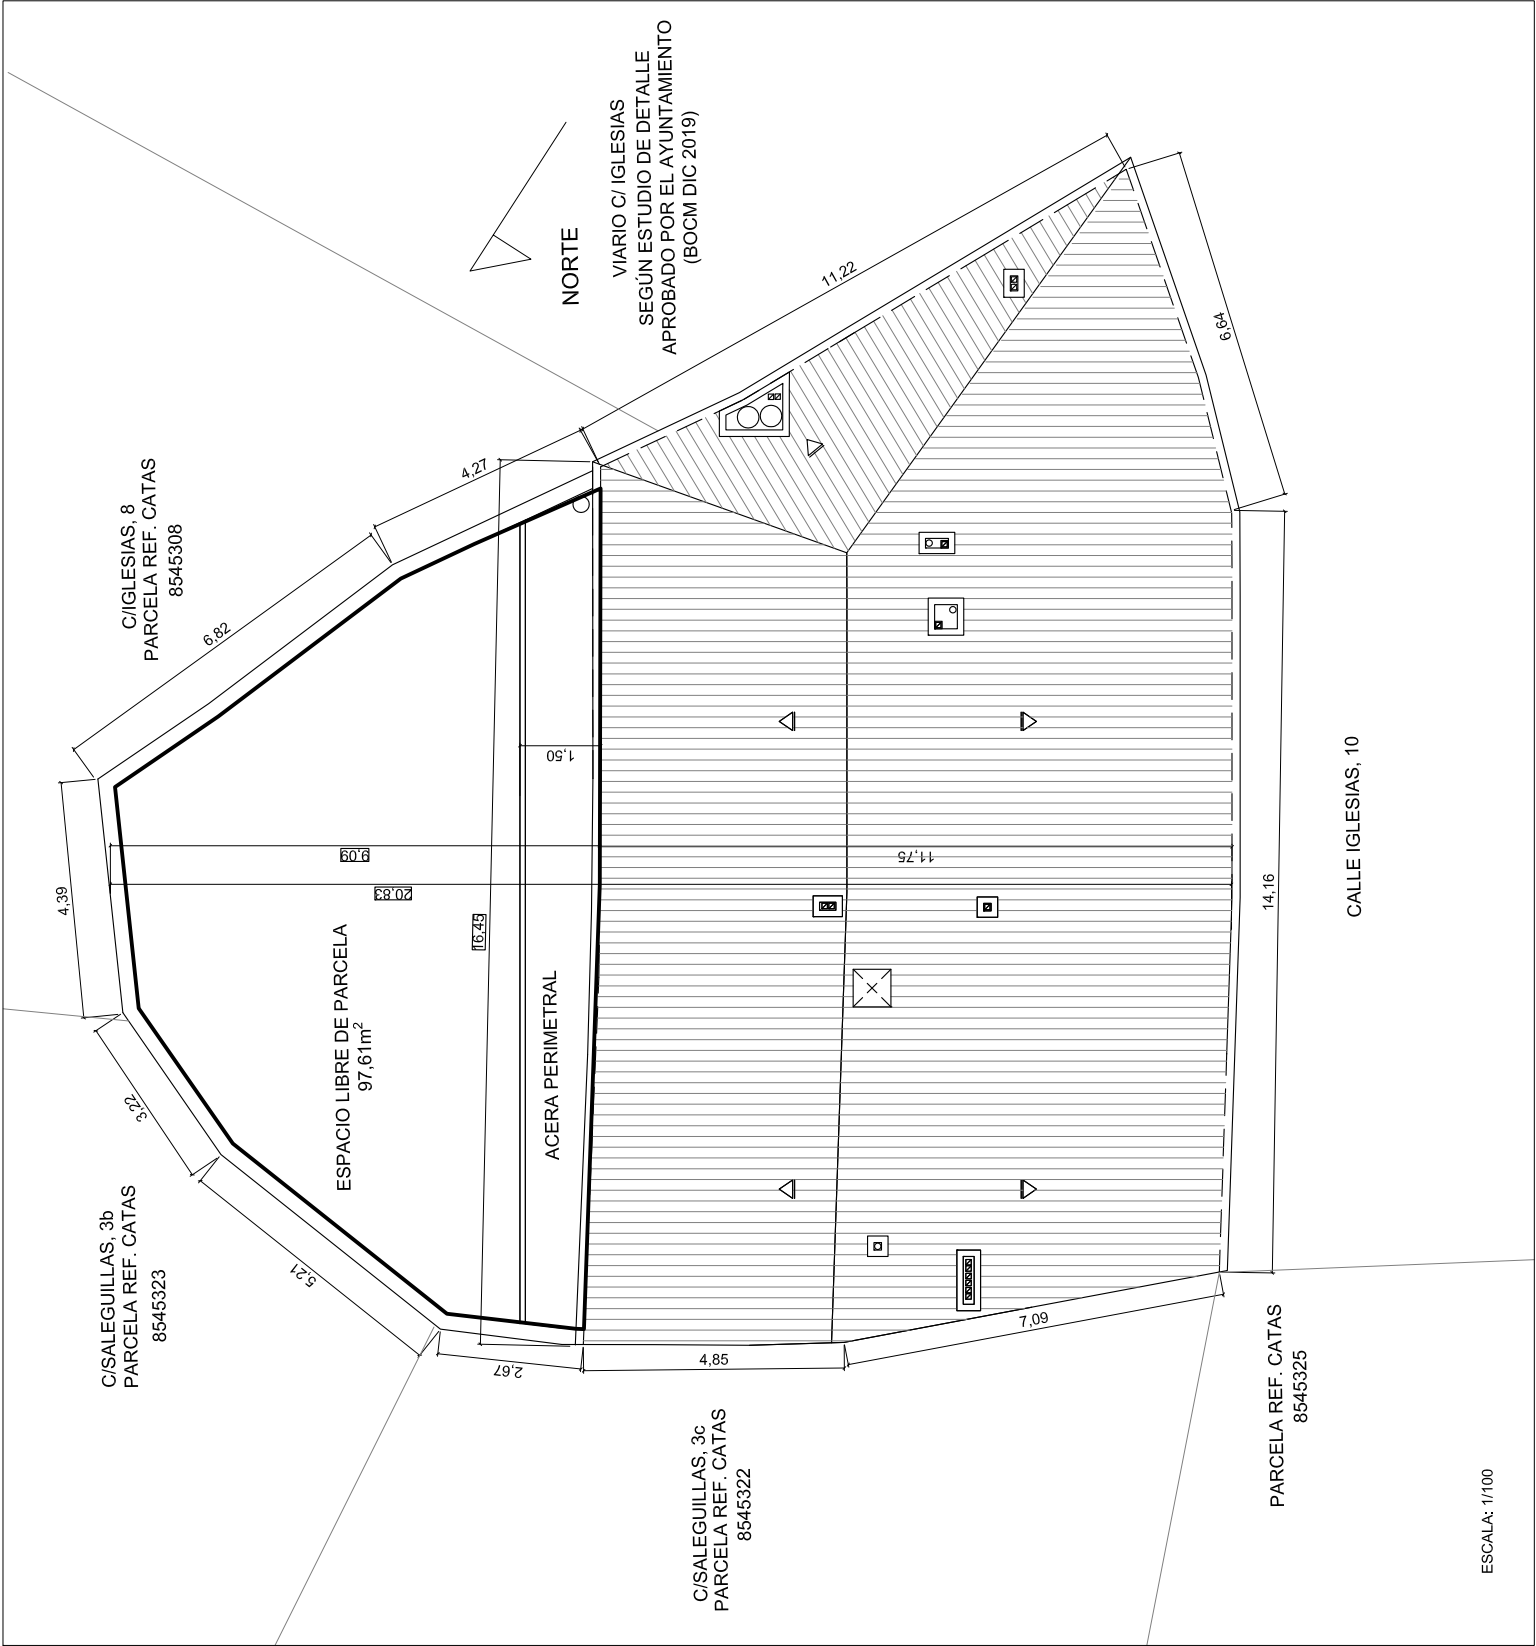 C/IGLESIAS, 8
PARCELA REF. CATAS
8545308
VIARIO C/ IGLESIAS
SEGÚN ESTUDIO DE DETALLE
APROBADO POR EL AYUNTAMIENTO
(BOCM DIC 2019)
NORTE
11,22
6,64
4,27
6,82
4,39
3,22
5,21
2,67
4,85
7,09
14,16
1,50
9,09
20,83
16,45
11,75
ESPACIO LIBRE DE PARCELA
97,61m²
ACERA PERIMETRAL
C/SALEGUILLAS, 3b
PARCELA REF. CATAS
8545323
C/SALEGUILLAS, 3c
PARCELA REF. CATAS
8545322
PARCELA REF. CATAS
8545325
CALLE IGLESIAS, 10
ESCALA: 1/100